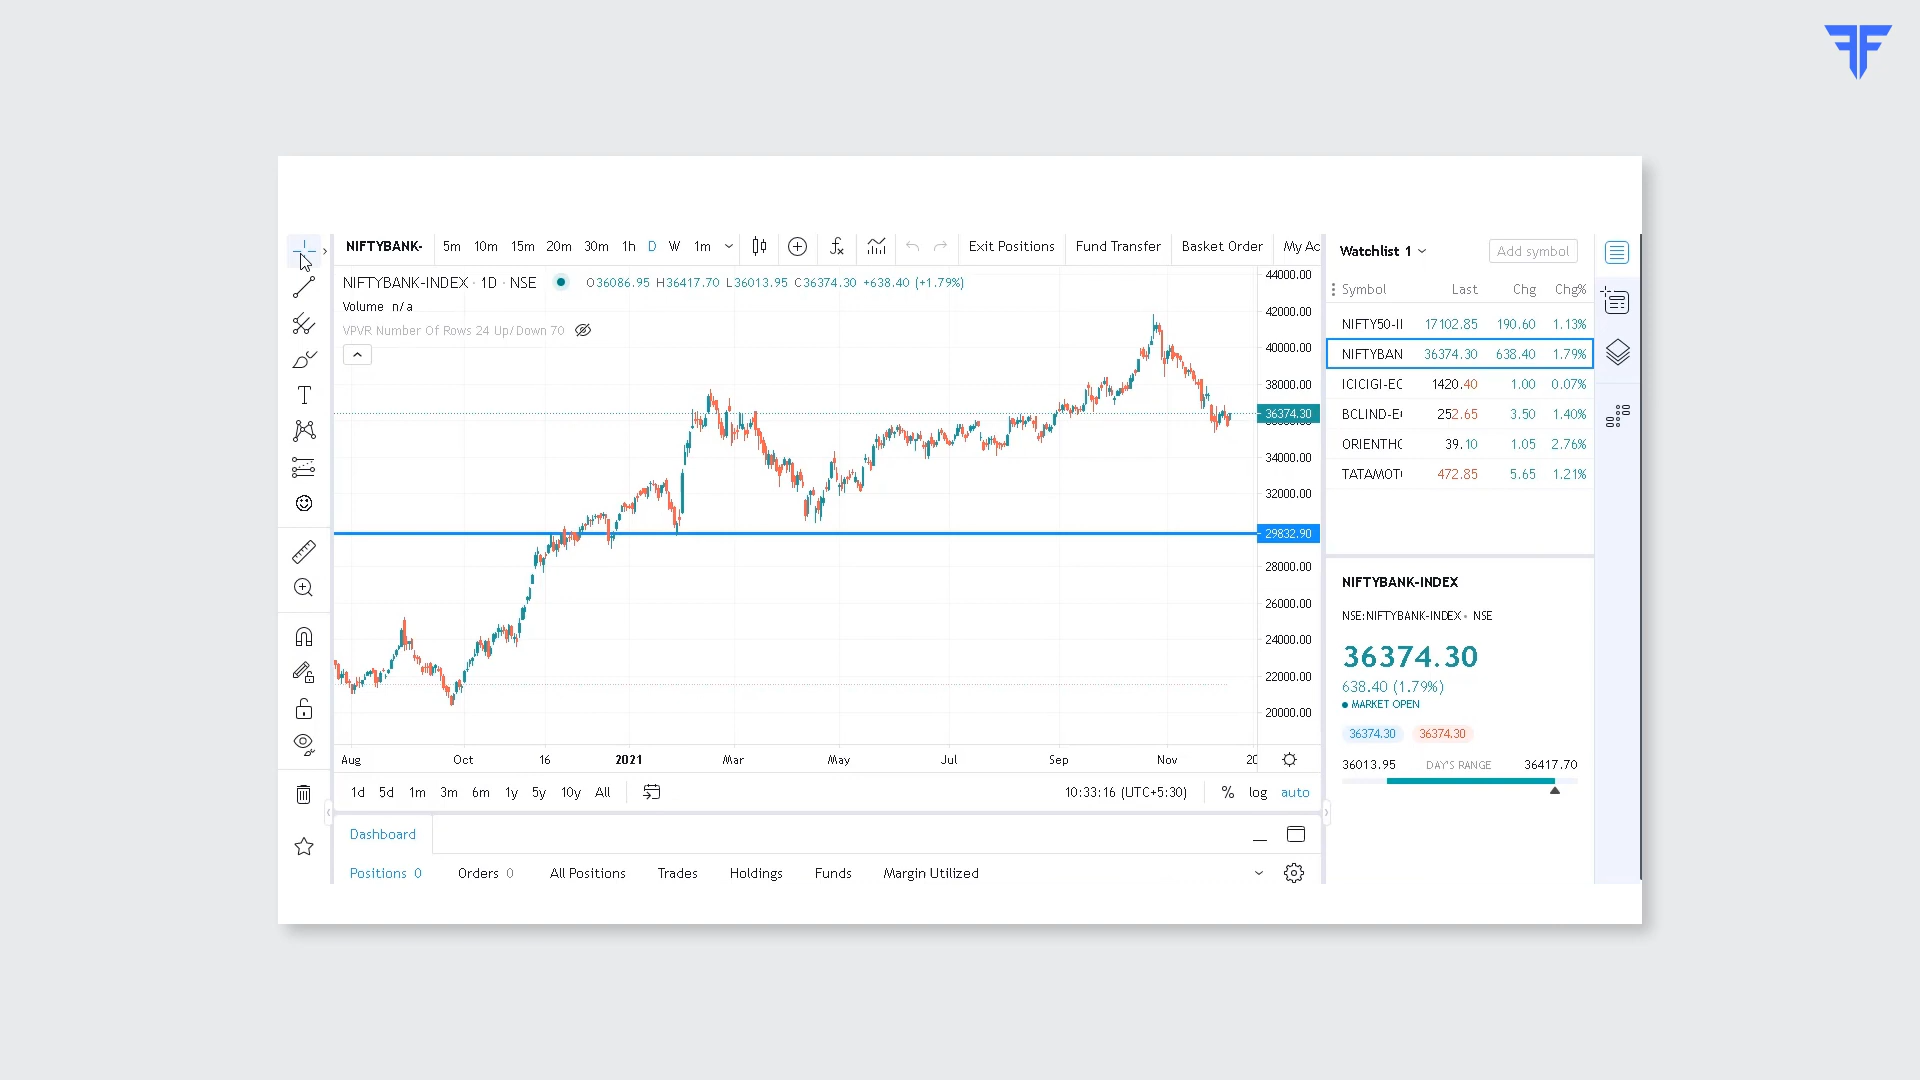 NIFTYBANK- 5m 10m 15m 20m 30m 1h D W 1m Exit Positions Fund Transfer Basket Order My Ac
NIFTYBANK-INDEX · 1D · NSE O36086.95 H36417.70 L36013.95 C36374.30 +638.40 (+1.79%)
Volume n/a
VPVR Number Of Rows 24 Up/Down 70
44000.00
42000.00
40000.00
38000.00
36374.30
34000.00
32000.00
29832.90
28000.00
26000.00
24000.00
22000.00
20000.00
Aug Oct 16 2021 Mar May Jul Sep Nov 20
1d 5d 1m 3m 6m 1y 5y 10y All 10:33:16 (UTC+5:30) % log auto
Dashboard
Positions 0 Orders 0 All Positions Trades Holdings Funds Margin Utilized
Watchlist 1 Add symbol
Symbol Last Chg Chg%
NIFTY50-II 17102.85 190.60 1.13%
NIFTYBAN 36374.30 638.40 1.79%
ICICIGI-EC 1420.40 1.00 0.07%
BCLIND-E 252.65 3.50 1.40%
ORIENTHC 39.10 1.05 2.76%
TATAMOT 472.85 5.65 1.21%
NIFTYBANK-INDEX
NSE:NIFTYBANK-INDEX • NSE
36374.30
638.40 (1.79%)
MARKET OPEN
36374.30 36374.30
36013.95 DAY'S RANGE 36417.70